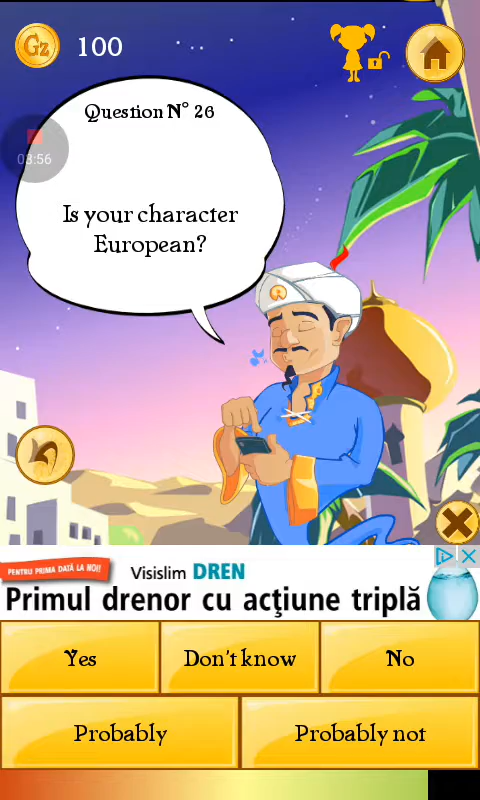 Gz 100
Question N° 26
03:56
Is your character
European?
PENTRU PRIMA DATĂ LA NOI!
Visislim DREN
Primul drenor cu acţiune triplă
Yes
Don't know
No
Probably
Probably not